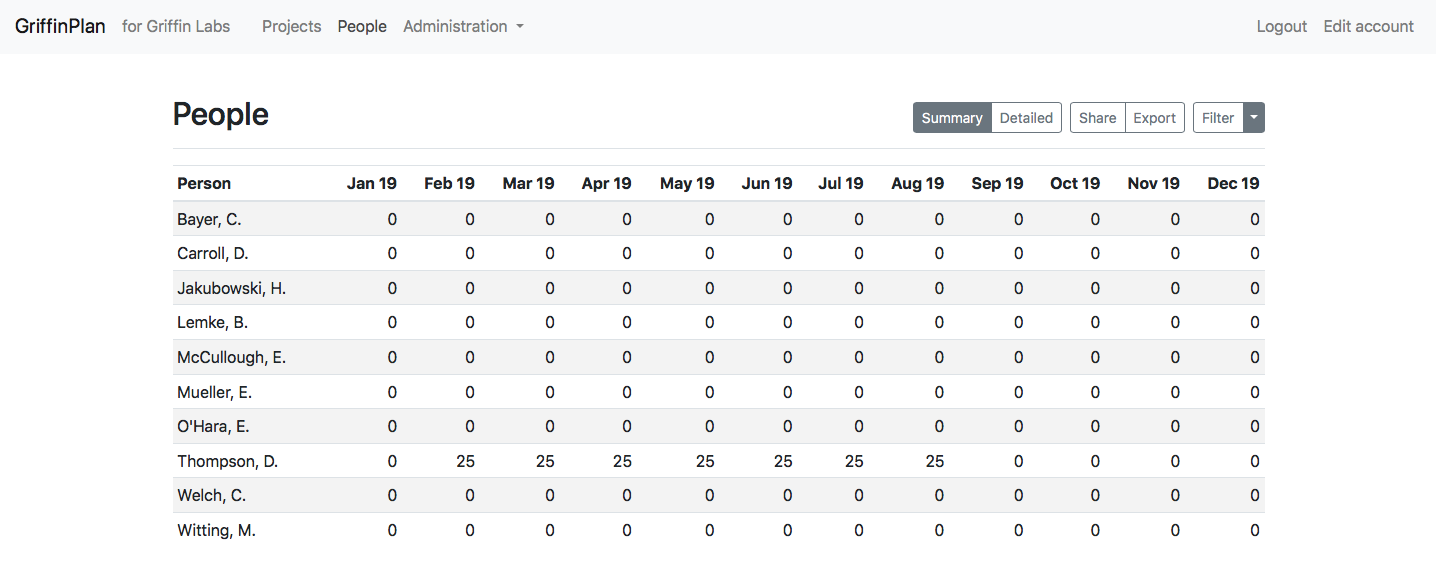 GriffinPlan for Griffin Labs Projects People Administration Logout Edit account
People Summary Detailed Share Export Filter
Person Jan 19 Feb 19 Mar 19 Apr 19 May 19 Jun 19 Jul 19 Aug 19 Sep 19 Oct 19 Nov 19 Dec 19
Bayer, C. 0 0 0 0 0 0 0 0 0 0 0 0
Carroll, D. 0 0 0 0 0 0 0 0 0 0 0 0
Jakubowski, H. 0 0 0 0 0 0 0 0 0 0 0 0
Lemke, B. 0 0 0 0 0 0 0 0 0 0 0 0
McCullough, E. 0 0 0 0 0 0 0 0 0 0 0 0
Mueller, E. 0 0 0 0 0 0 0 0 0 0 0 0
O'Hara, E. 0 0 0 0 0 0 0 0 0 0 0 0
Thompson, D. 0 25 25 25 25 25 25 25 0 0 0 0
Welch, C. 0 0 0 0 0 0 0 0 0 0 0 0
Witting, M. 0 0 0 0 0 0 0 0 0 0 0 0